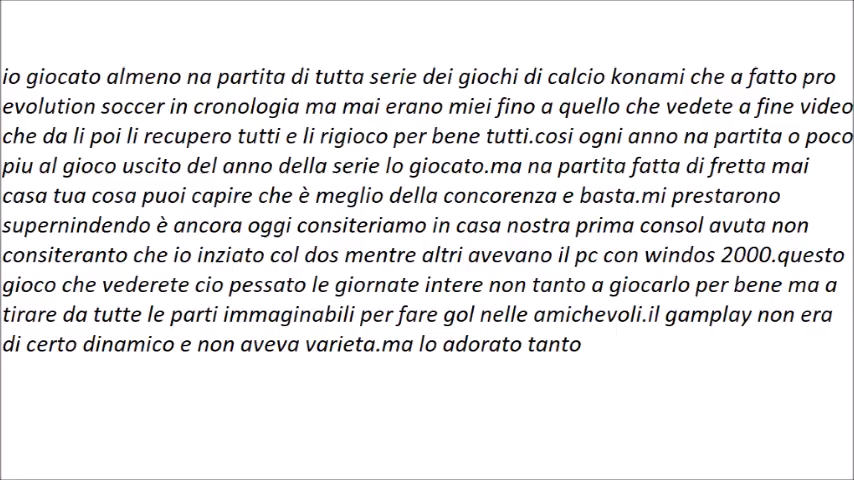 io giocato almeno na partita di tutta serie dei giochi di calcio konami che a fatto pro
evolution soccer in cronologia ma mai erano miei fino a quello che vedete a fine video
che da li poi li recupero tutti e li rigioco per bene tutti.cosi ogni anno na partita o poco
piu al gioco uscito del anno della serie lo giocato.ma na partita fatta di fretta mai
casa tua cosa puoi capire che è meglio della concorenza e basta.mi prestarono
supernindendo è ancora oggi consiteriamo in casa nostra prima consol avuta non
consiteranto che io inziato col dos mentre altri avevano il pc con windos 2000.questo
gioco che vederete cio pessato le giornate intere non tanto a giocarlo per bene ma a
tirare da tutte le parti immaginabili per fare gol nelle amichevoli.il gamplay non era
di certo dinamico e non aveva varieta.ma lo adorato tanto